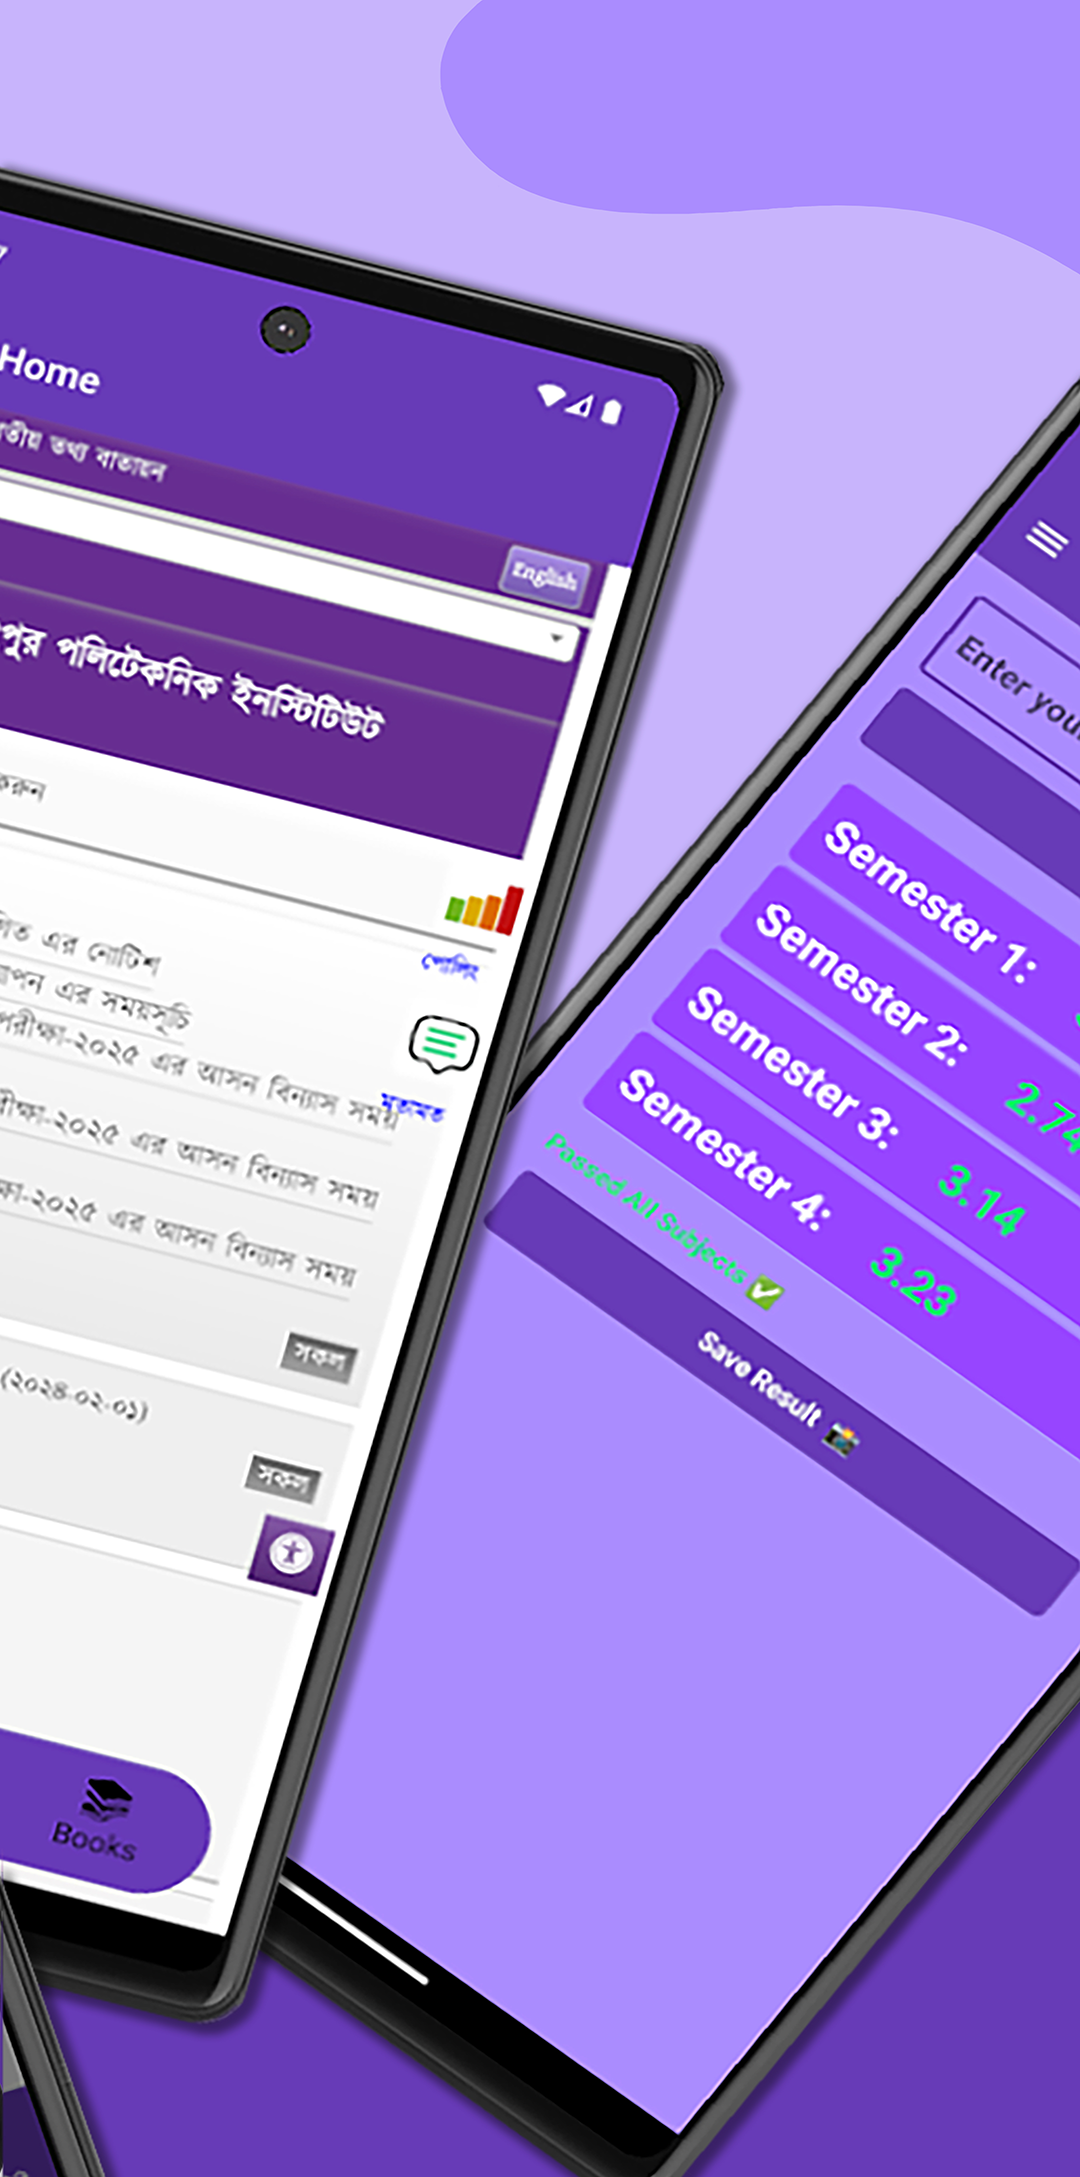 Home
তীয় তথ্য বাতায়ন
English
পুর পলিটেকনিক ইনস্টিটিউট
করুন
এর নোটিশ
এর সময়সূচি
পরীক্ষা-২০২৫ এর আসন বিন্যাস সময়
ক্ষা-২০২৫ এর আসন বিন্যাস সময়
ক্ষা-২০২৫ এর আসন বিন্যাস সময়
সকল
(২০২৪-০২-০১)
সকল
পোলিং
মতামত
Books
Enter your
Semester 1:
Semester 2: 2.74
Semester 3: 3.14
Semester 4: 3.23
Passed All Subjects ✅
Save Result 📸